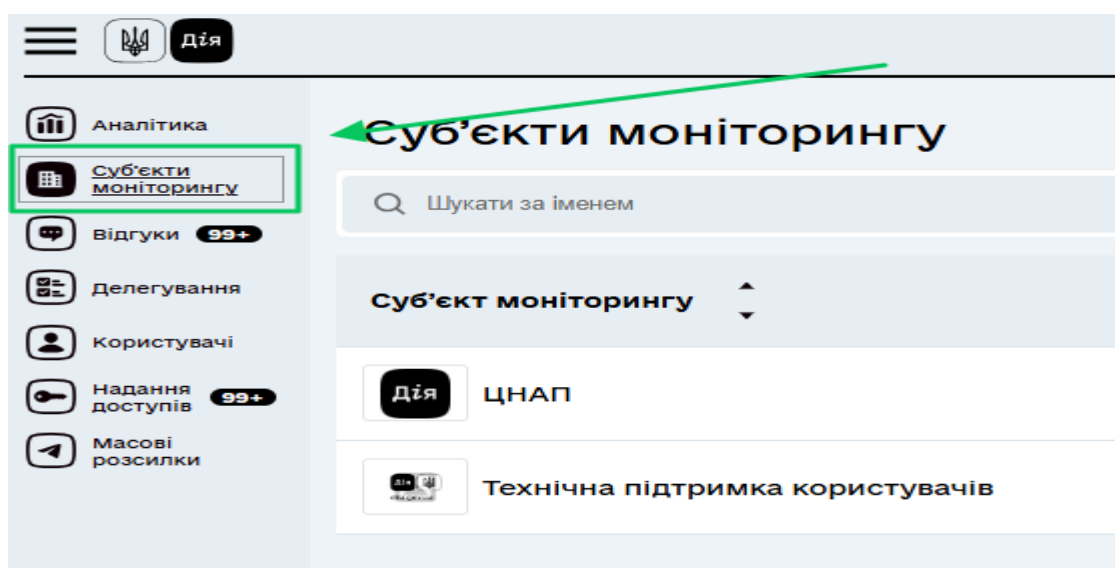 Дія
Аналітика
Суб'єкти
моніторингу
Відгуки 99+
Делегування
Користувачі
Надання
доступів 99+
Масові
розсилки
Суб'єкти моніторингу
Шукати за іменем
Суб'єкт моніторингу
Дія ЦНАП
Технічна підтримка користувачів